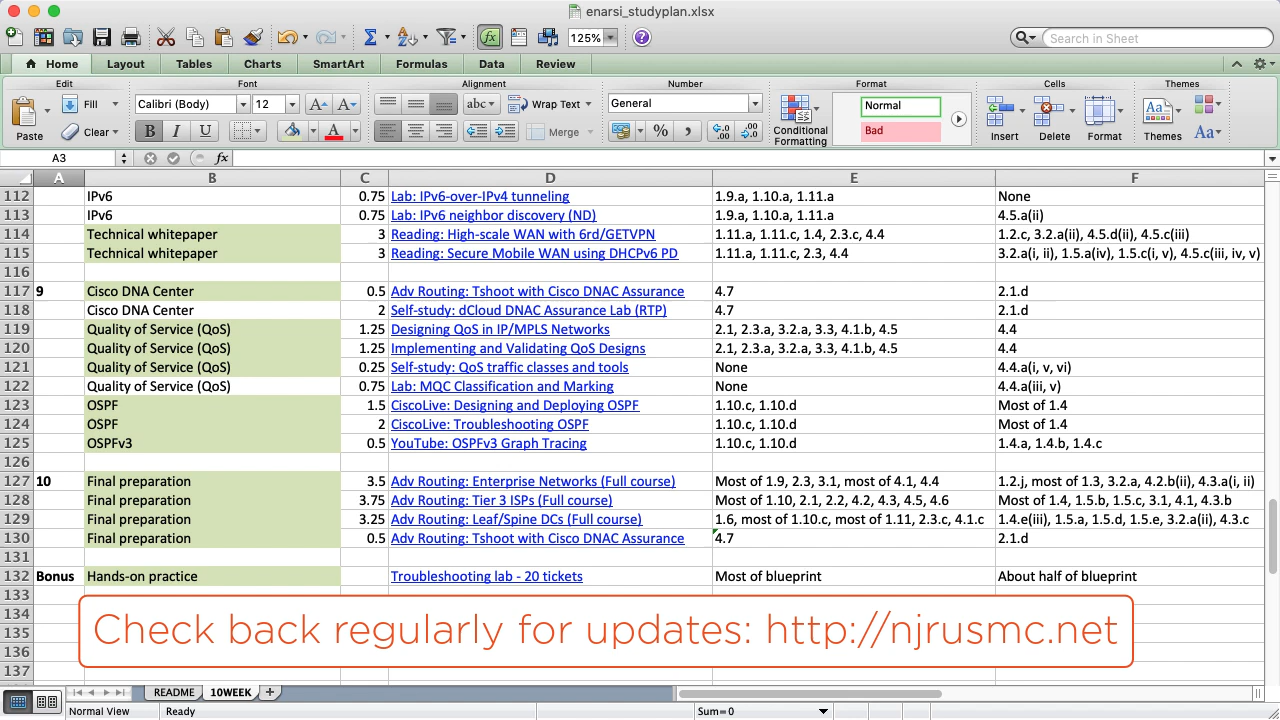 enarsi_studyplan.xlsx
125%
Search in Sheet
Home Layout Tables Charts SmartArt Formulas Data Review
Edit Font Alignment Number Format Cells Themes
Paste Fill Clear Calibri (Body) 12 abc Wrap Text Merge General Conditional Formatting Normal Bad Insert Delete Format Themes Aa
A3 fx
A B C D E F
112 IPv6 0.75 Lab: IPv6-over-IPv4 tunneling 1.9.a, 1.10.a, 1.11.a None
113 IPv6 0.75 Lab: IPv6 neighbor discovery (ND) 1.9.a, 1.10.a, 1.11.a 4.5.a(ii)
114 Technical whitepaper 3 Reading: High-scale WAN with 6rd/GETVPN 1.11.a, 1.11.c, 1.4, 2.3.c, 4.4 1.2.c, 3.2.a(ii), 4.5.d(ii), 4.5.c(iii)
115 Technical whitepaper 3 Reading: Secure Mobile WAN using DHCPv6 PD 1.11.a, 1.11.c, 2.3, 4.4 3.2.a(i, ii), 1.5.a(iv), 1.5.c(i, v), 4.5.c(iii, iv, v)
116
117 9 Cisco DNA Center 0.5 Adv Routing: Tshoot with Cisco DNAC Assurance 4.7 2.1.d
118 Cisco DNA Center 2 Self-study: dCloud DNAC Assurance Lab (RTP) 4.7 2.1.d
119 Quality of Service (QoS) 1.25 Designing QoS in IP/MPLS Networks 2.1, 2.3.a, 3.2.a, 3.3, 4.1.b, 4.5 4.4
120 Quality of Service (QoS) 1.25 Implementing and Validating QoS Designs 2.1, 2.3.a, 3.2.a, 3.3, 4.1.b, 4.5 4.4
121 Quality of Service (QoS) 0.25 Self-study: QoS traffic classes and tools None 4.4.a(i, v, vi)
122 Quality of Service (QoS) 0.75 Lab: MQC Classification and Marking None 4.4.a(iii, v)
123 OSPF 1.5 CiscoLive: Designing and Deploying OSPF 1.10.c, 1.10.d Most of 1.4
124 OSPF 2 CiscoLive: Troubleshooting OSPF 1.10.c, 1.10.d Most of 1.4
125 OSPFv3 0.5 YouTube: OSPFv3 Graph Tracing 1.10.c, 1.10.d 1.4.a, 1.4.b, 1.4.c
126
127 10 Final preparation 3.5 Adv Routing: Enterprise Networks (Full course) Most of 1.9, 2.3, 3.1, most of 4.1, 4.4 1.2.j, most of 1.3, 3.2.a, 4.2.b(ii), 4.3.a(i, ii)
128 Final preparation 3.75 Adv Routing: Tier 3 ISPs (Full course) Most of 1.10, 2.1, 2.2, 4.2, 4.3, 4.5, 4.6 Most of 1.4, 1.5.b, 1.5.c, 3.1, 4.1, 4.3.b
129 Final preparation 3.25 Adv Routing: Leaf/Spine DCs (Full course) 1.6, most of 1.10.c, most of 1.11, 2.3.c, 4.1.c 1.4.e(iii), 1.5.a, 1.5.d, 1.5.e, 3.2.a(ii), 4.3.c
130 Final preparation 0.5 Adv Routing: Tshoot with Cisco DNAC Assurance 4.7 2.1.d
131
132 Bonus Hands-on practice Troubleshooting lab - 20 tickets Most of blueprint About half of blueprint
133
134
Check back regularly for updates: http://njrusmc.net
135
136
137
README 10WEEK
Normal View Ready Sum=0